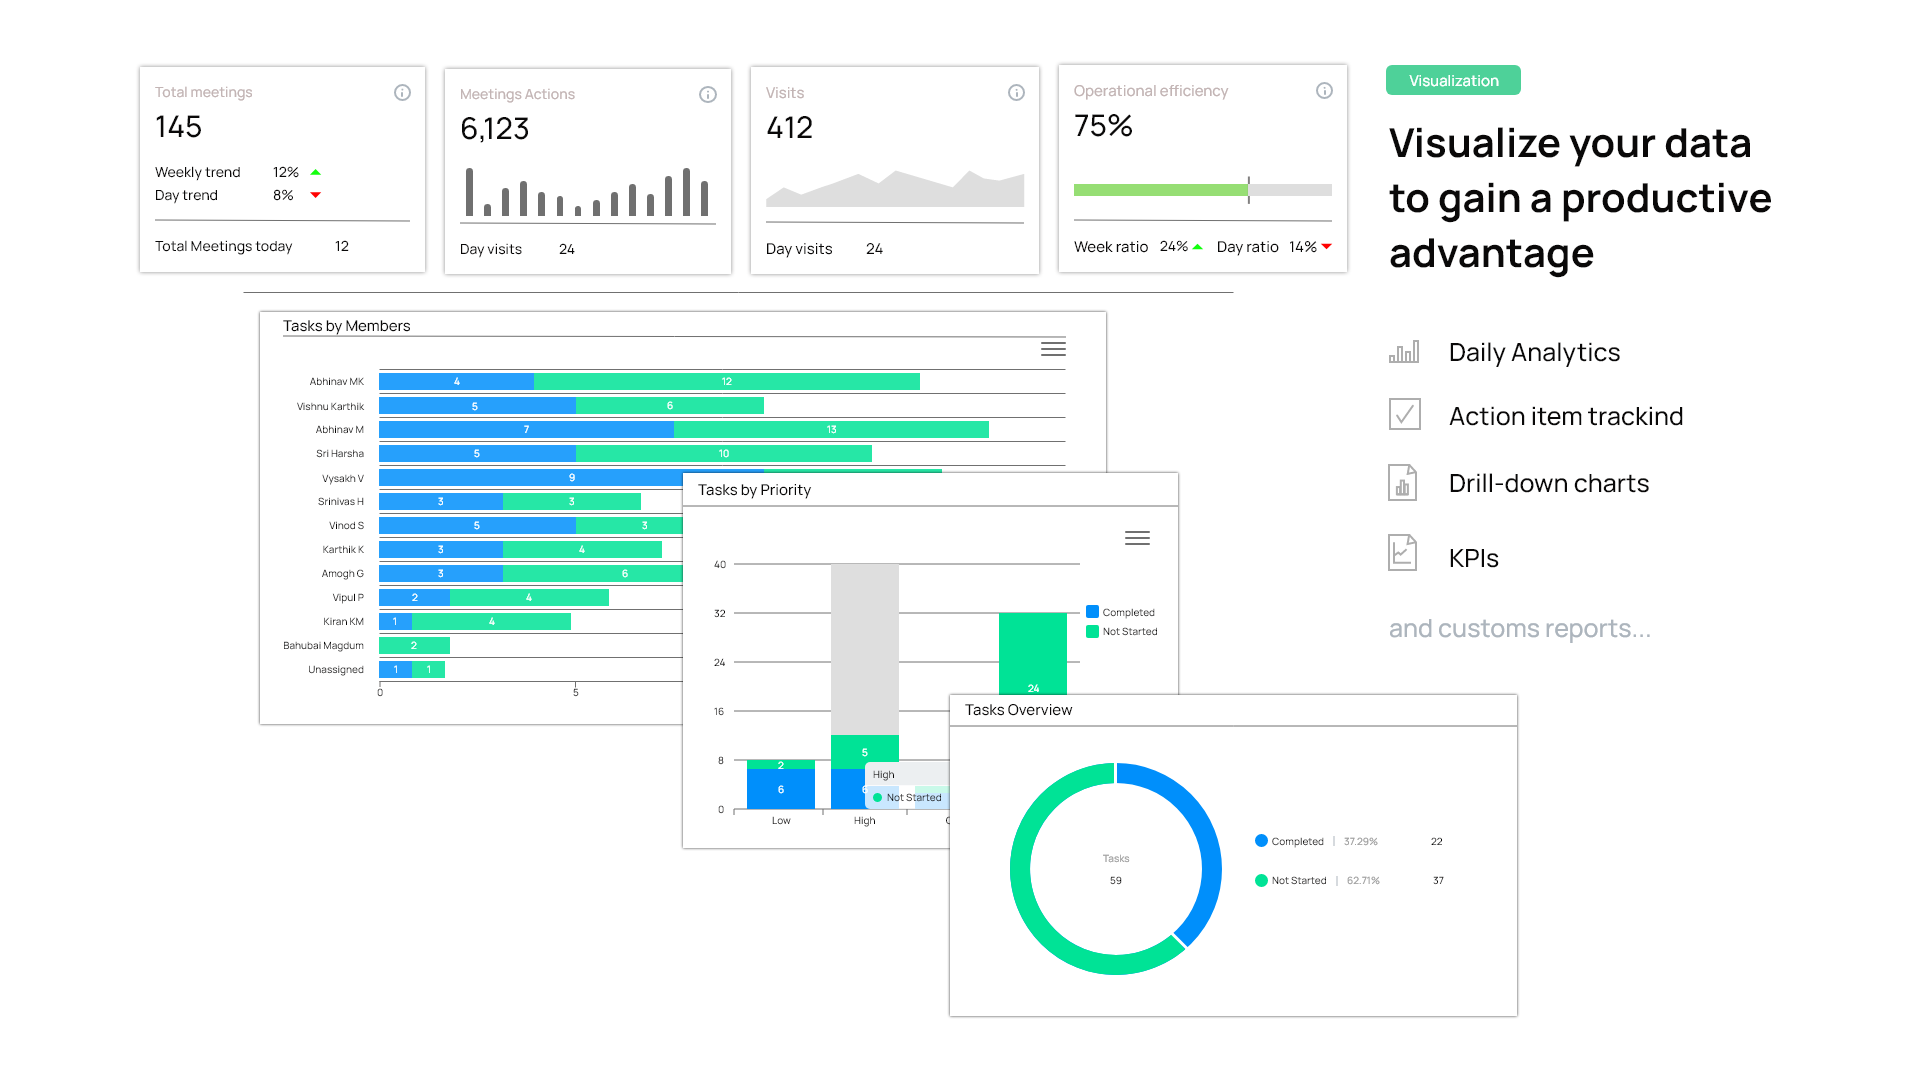 Total meetings
145
Weekly trend 12%
Day trend 8%
Total Meetings today 12
Meetings Actions
6,123
Day visits 24
Visits
412
Day visits 24
Operational efficiency
75%
Week ratio 24% Day ratio 14%
Visualization
Visualize your data
to gain a productive
advantage
Daily Analytics
Action item trackind
Drill-down charts
KPIs
and customs reports...
Tasks by Members
Abhinav MK 4 12
Vishnu Karthik 5 6
Abhinav M 7 13
Sri Harsha 5 10
Vysakh V 9
Srinivas H 3 3
Vinod S 5 3
Karthik K 3 4
Amogh G 3 6
Vipul P 2 4
Kiran KM 1 4
Bahubai Magdum 2
Unassigned 1 1
0 5
Tasks by Priority
40
32
24
16
8
0
Completed
Not Started
24
5
2
6
6
High
Not Started
Low High
Tasks Overview
Tasks
59
Completed | 37.29% 22
Not Started | 62.71% 37